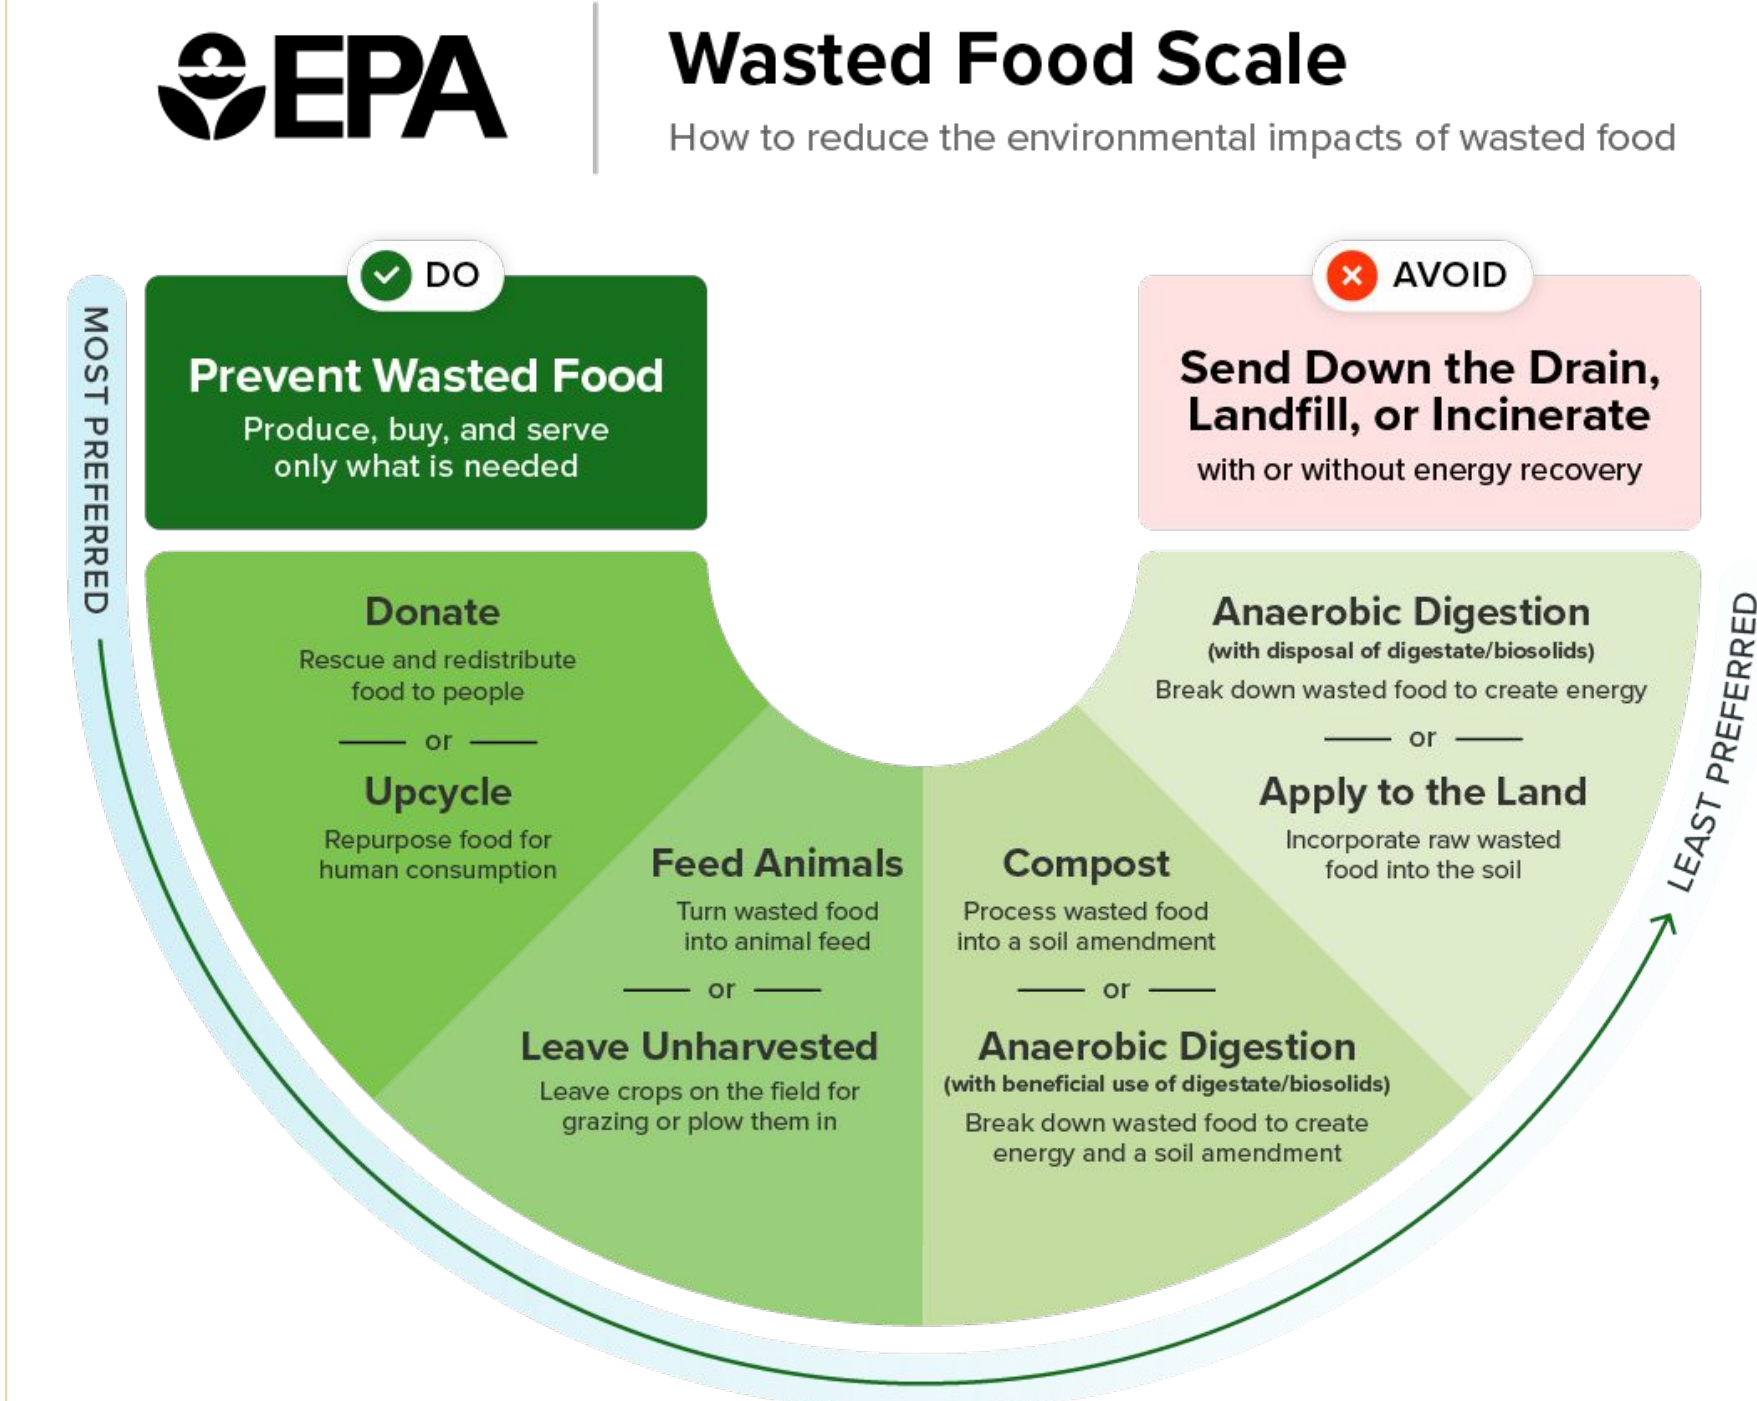 EPA
Wasted Food Scale
How to reduce the environmental impacts of wasted food
DO
AVOID
MOST PREFERRED
Prevent Wasted Food
Produce, buy, and serve
only what is needed
Send Down the Drain,
Landfill, or Incinerate
with or without energy recovery
Donate
Rescue and redistribute
food to people
or
Upcycle
Repurpose food for
human consumption
Feed Animals
Turn wasted food
into animal feed
or
Leave Unharvested
Leave crops on the field for
grazing or plow them in
Compost
Process wasted food
into a soil amendment
or
Anaerobic Digestion
(with beneficial use of digestate/biosolids)
Break down wasted food to create
energy and a soil amendment
Anaerobic Digestion
(with disposal of digestate/biosolids)
Break down wasted food to create energy
or
Apply to the Land
Incorporate raw wasted
food into the soil
LEAST PREFERRED